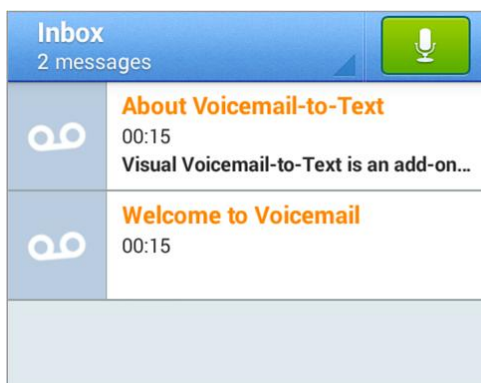 Inbox
2 messages
About Voicemail-to-Text
00:15
Visual Voicemail-to-Text is an add-on...
Welcome to Voicemail
00:15